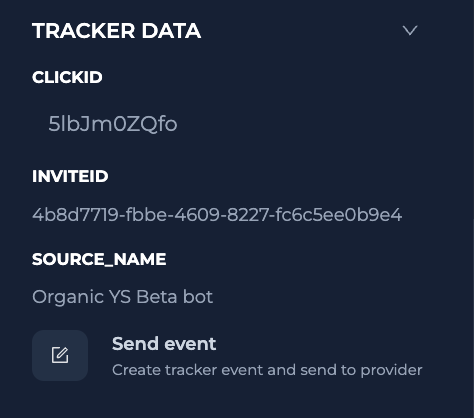 TRACKER DATA
CLICKID
5lbJm0ZQfo
INVITEID
4b8d7719-fbbe-4609-8227-fc6c5ee0b9e4
SOURCE_NAME
Organic YS Beta bot
Send event
Create tracker event and send to provider